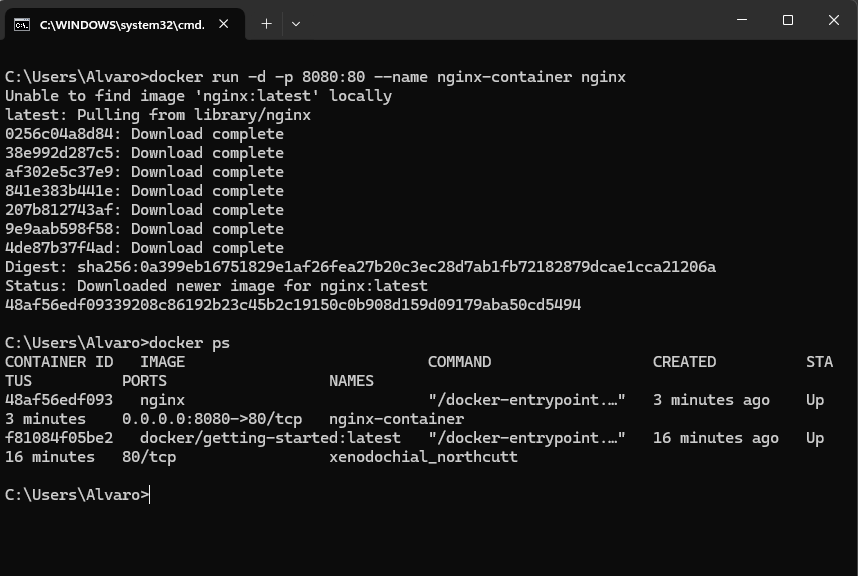 C:\WINDOWS\system32\cmd.
C:\Users\Alvaro>docker run -d -p 8080:80 --name nginx-container nginx
Unable to find image 'nginx:latest' locally
latest: Pulling from library/nginx
0256c04a8d84: Download complete
38e992d287c5: Download complete
af302e5c37e9: Download complete
841e383b441e: Download complete
207b812743af: Download complete
9e9aab598f58: Download complete
4de87b37f4ad: Download complete
Digest: sha256:0a399eb16751829e1af26fea27b20c3ec28d7ab1fb72182879dcae1cca21206a
Status: Downloaded newer image for nginx:latest
48af56edf09339208c86192b23c45b2c19150c0b908d159d09179aba50cd5494
C:\Users\Alvaro>docker ps
CONTAINER ID   IMAGE                           COMMAND                  CREATED          STA
TUS          PORTS                  NAMES
48af56edf093   nginx                           "/docker-entrypoint.…"   3 minutes ago    Up
3 minutes    0.0.0.0:8080->80/tcp   nginx-container
f81084f05be2   docker/getting-started:latest   "/docker-entrypoint.…"   16 minutes ago   Up
16 minutes   80/tcp                 xenodochial_northcutt
C:\Users\Alvaro>